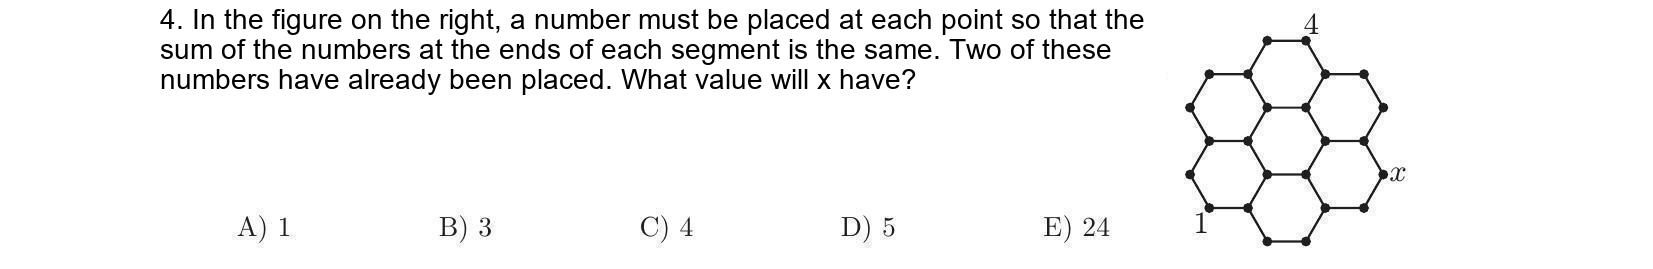 4. In the figure on the right, a number must be placed at each point so that the
sum of the numbers at the ends of each segment is the same. Two of these
numbers have already been placed. What value will x have?
4
x
1
A) 1 B) 3 C) 4 D) 5 E) 24